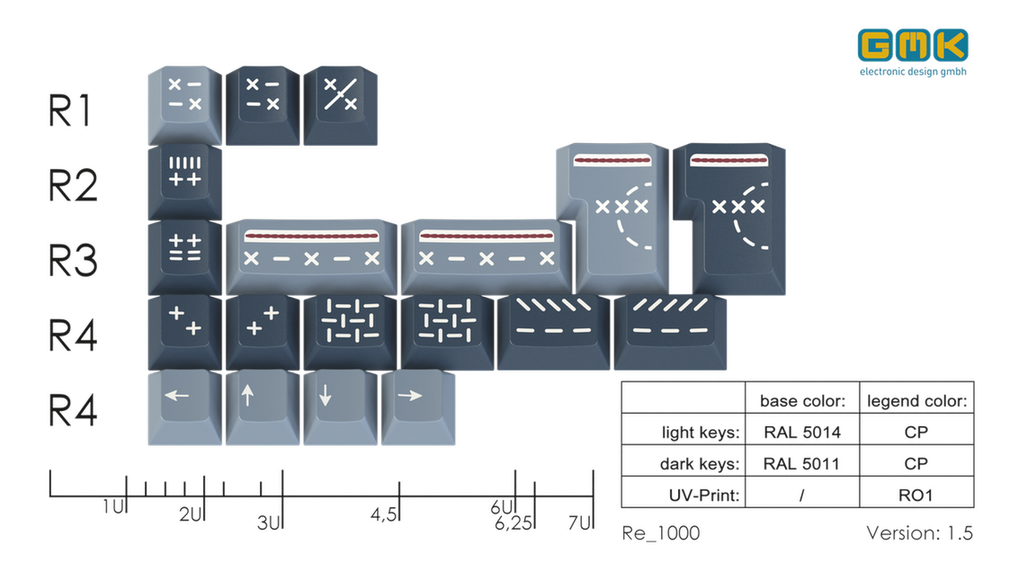 GMK
electronic design gmbh
R1
R2
R3
R4
R4
base color: legend color:
light keys: RAL 5014 CP
dark keys: RAL 5011 CP
UV-Print: / RO1
1U 2U 3U 4,5 6U 6,25 7U
Re_1000 Version: 1.5